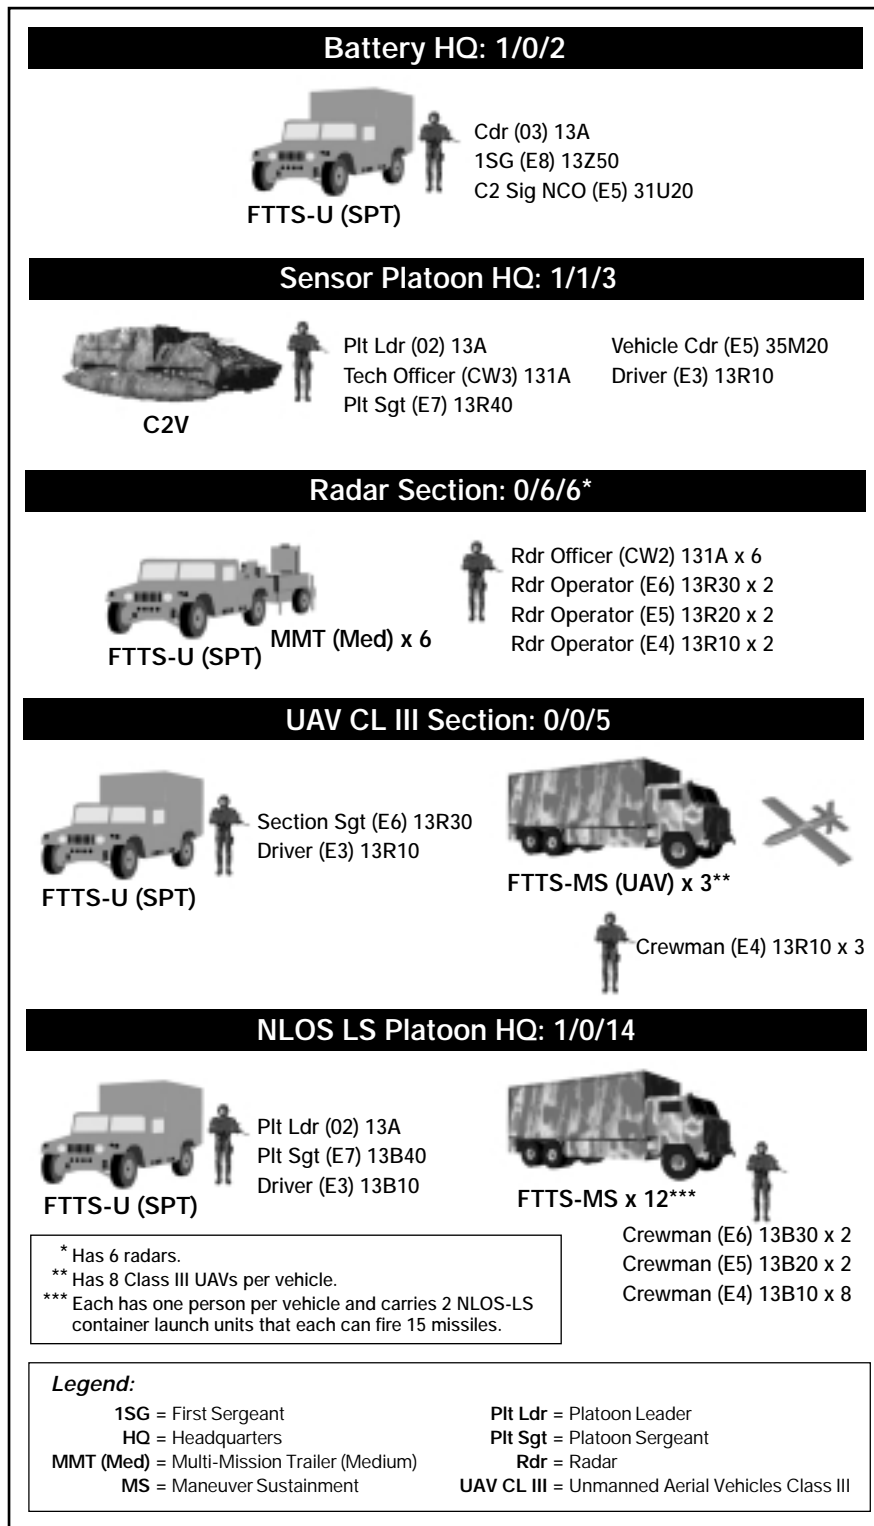 Battery HQ: 1/0/2
Cdr (03) 13A
1SG (E8) 13Z50
C2 Sig NCO (E5) 31U20
FTTS-U (SPT)
Sensor Platoon HQ: 1/1/3
Plt Ldr (02) 13A
Tech Officer (CW3) 131A
Plt Sgt (E7) 13R40
Vehicle Cdr (E5) 35M20
Driver (E3) 13R10
C2V
Radar Section: 0/6/6*
Rdr Officer (CW2) 131A x 6
Rdr Operator (E6) 13R30 x 2
Rdr Operator (E5) 13R20 x 2
Rdr Operator (E4) 13R10 x 2
MMT (Med) x 6
FTTS-U (SPT)
UAV CL III Section: 0/0/5
Section Sgt (E6) 13R30
Driver (E3) 13R10
FTTS-U (SPT)
FTTS-MS (UAV) x 3**
Crewman (E4) 13R10 x 3
NLOS LS Platoon HQ: 1/0/14
Plt Ldr (02) 13A
Plt Sgt (E7) 13B40
Driver (E3) 13B10
FTTS-U (SPT)
FTTS-MS x 12***
Crewman (E6) 13B30 x 2
Crewman (E5) 13B20 x 2
Crewman (E4) 13B10 x 8
* Has 6 radars.
** Has 8 Class III UAVs per vehicle.
*** Each has one person per vehicle and carries 2 NLOS-LS
container launch units that each can fire 15 missiles.
Legend:
1SG = First Sergeant
HQ = Headquarters
MMT (Med) = Multi-Mission Trailer (Medium)
MS = Maneuver Sustainment
Plt Ldr = Platoon Leader
Plt Sgt = Platoon Sergeant
Rdr = Radar
UAV CL III = Unmanned Aerial Vehicles Class III